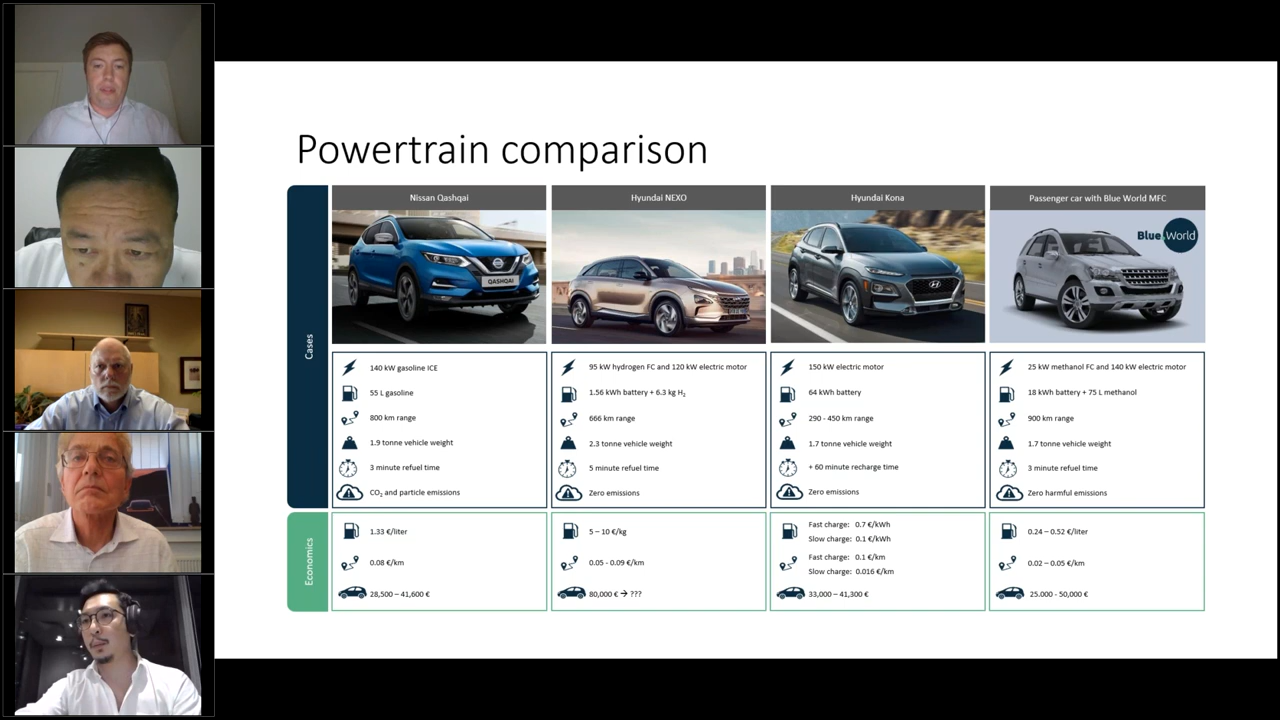 Powertrain comparison
Cases
Nissan Qashqai
QASHQAI
140 kW gasoline ICE
55 L gasoline
800 km range
1.9 tonne vehicle weight
3 minute refuel time
CO₂ and particle emissions
Hyundai NEXO
95 kW hydrogen FC and 120 kW electric motor
1.56 kWh battery + 6.3 kg H₂
666 km range
2.3 tonne vehicle weight
5 minute refuel time
Zero emissions
Hyundai Kona
150 kW electric motor
64 kWh battery
290 - 450 km range
1.7 tonne vehicle weight
+ 60 minute recharge time
Zero emissions
Passenger car with Blue World MFC
Blue World
25 kW methanol FC and 140 kW electric motor
18 kWh battery + 75 L methanol
900 km range
1.7 tonne vehicle weight
3 minute refuel time
Zero harmful emissions
Economics
1.33 €/liter
0.08 €/km
28,500 – 41,600 €
5 – 10 €/kg
0.05 - 0.09 €/km
80,000 € → ???
Fast charge: 0.7 €/kWh
Slow charge: 0.1 €/kWh
Fast charge: 0.1 €/km
Slow charge: 0.016 €/km
33,000 – 41,300 €
0.24 – 0.52 €/liter
0.02 – 0.05 €/km
25.000 - 50,000 €